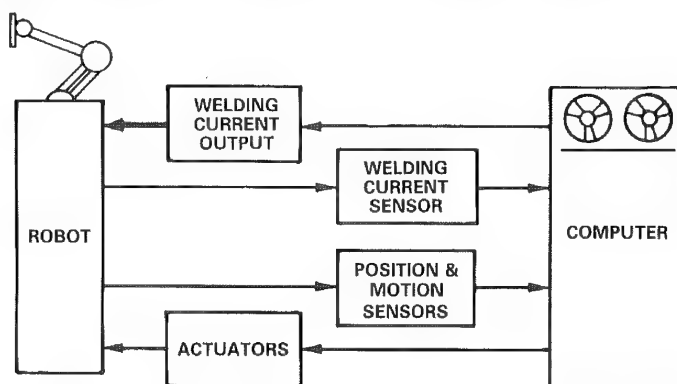 WELDING
CURRENT
OUTPUT
WELDING
CURRENT
SENSOR
ROBOT
COMPUTER
POSITION &
MOTION
SENSORS
ACTUATORS